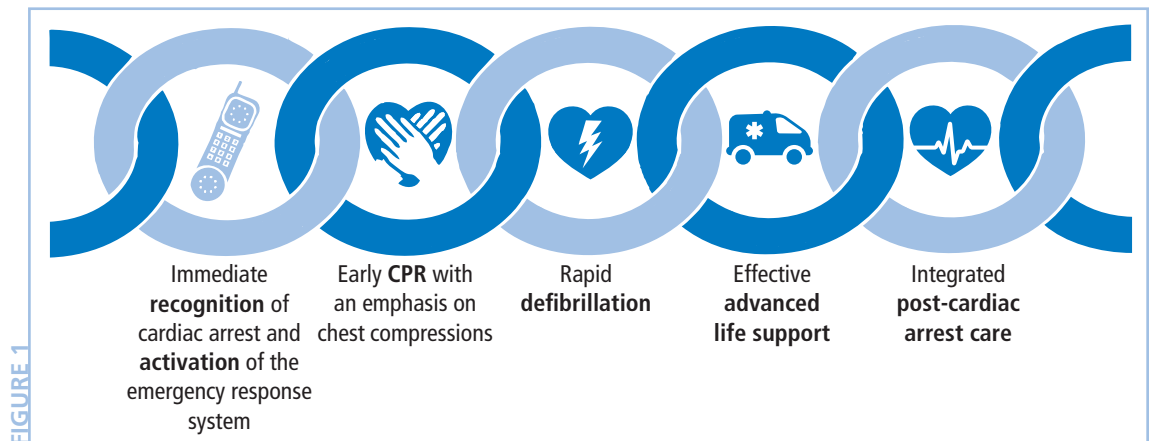 Immediate
recognition of
cardiac arrest and
activation of the
emergency response
system
Early CPR with
an emphasis on
chest compressions
Rapid
defibrillation
Effective
advanced
life support
Integrated
post-cardiac
arrest care
FIGURE 1